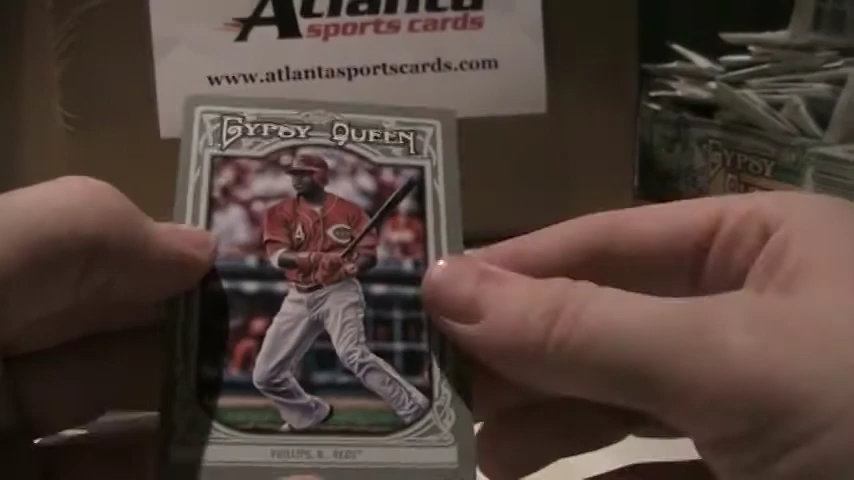 Atlanta
sports cards
www.atlantasportscards.com
GYPSY QUEEN
GYPSY
C
A
PHILLIPS, B., REDS